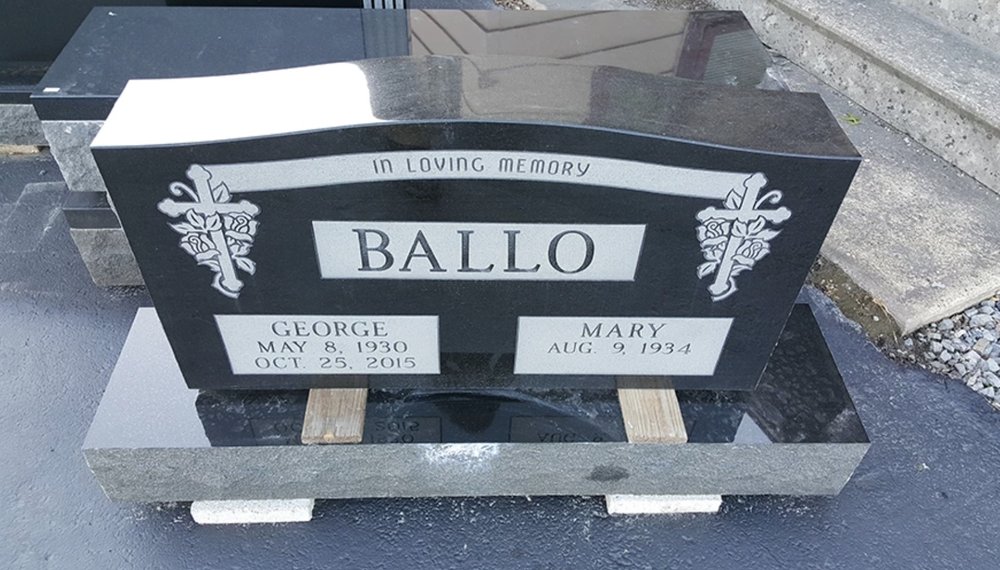 IN LOVING MEMORY
BALLO
GEORGE
MAY 8, 1930
OCT. 25, 2015
MARY
AUG. 9, 1934